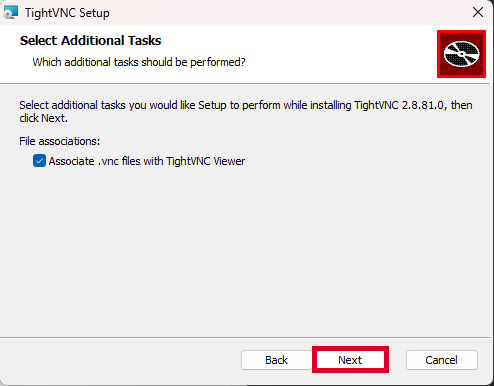 TightVNC Setup
Select Additional Tasks
Which additional tasks should be performed?
Select additional tasks you would like Setup to perform while installing TightVNC 2.8.81.0, then
click Next.
File associations:
Associate .vnc files with TightVNC Viewer
Back
Next
Cancel